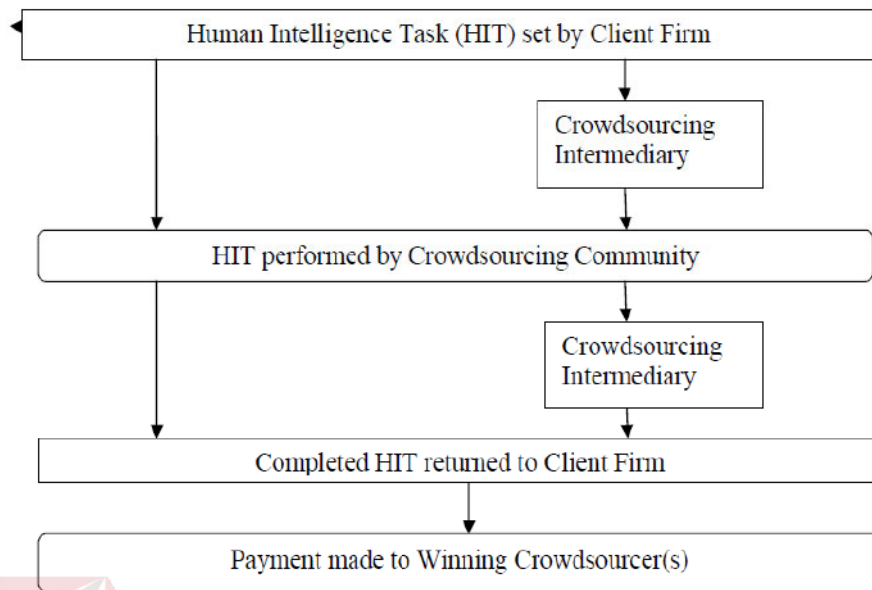 Human Intelligence Task (HIT) set by Client Firm
Crowdsourcing
Intermediary
HIT performed by Crowdsourcing Community
Crowdsourcing
Intermediary
Completed HIT returned to Client Firm
Payment made to Winning Crowdsourcer(s)